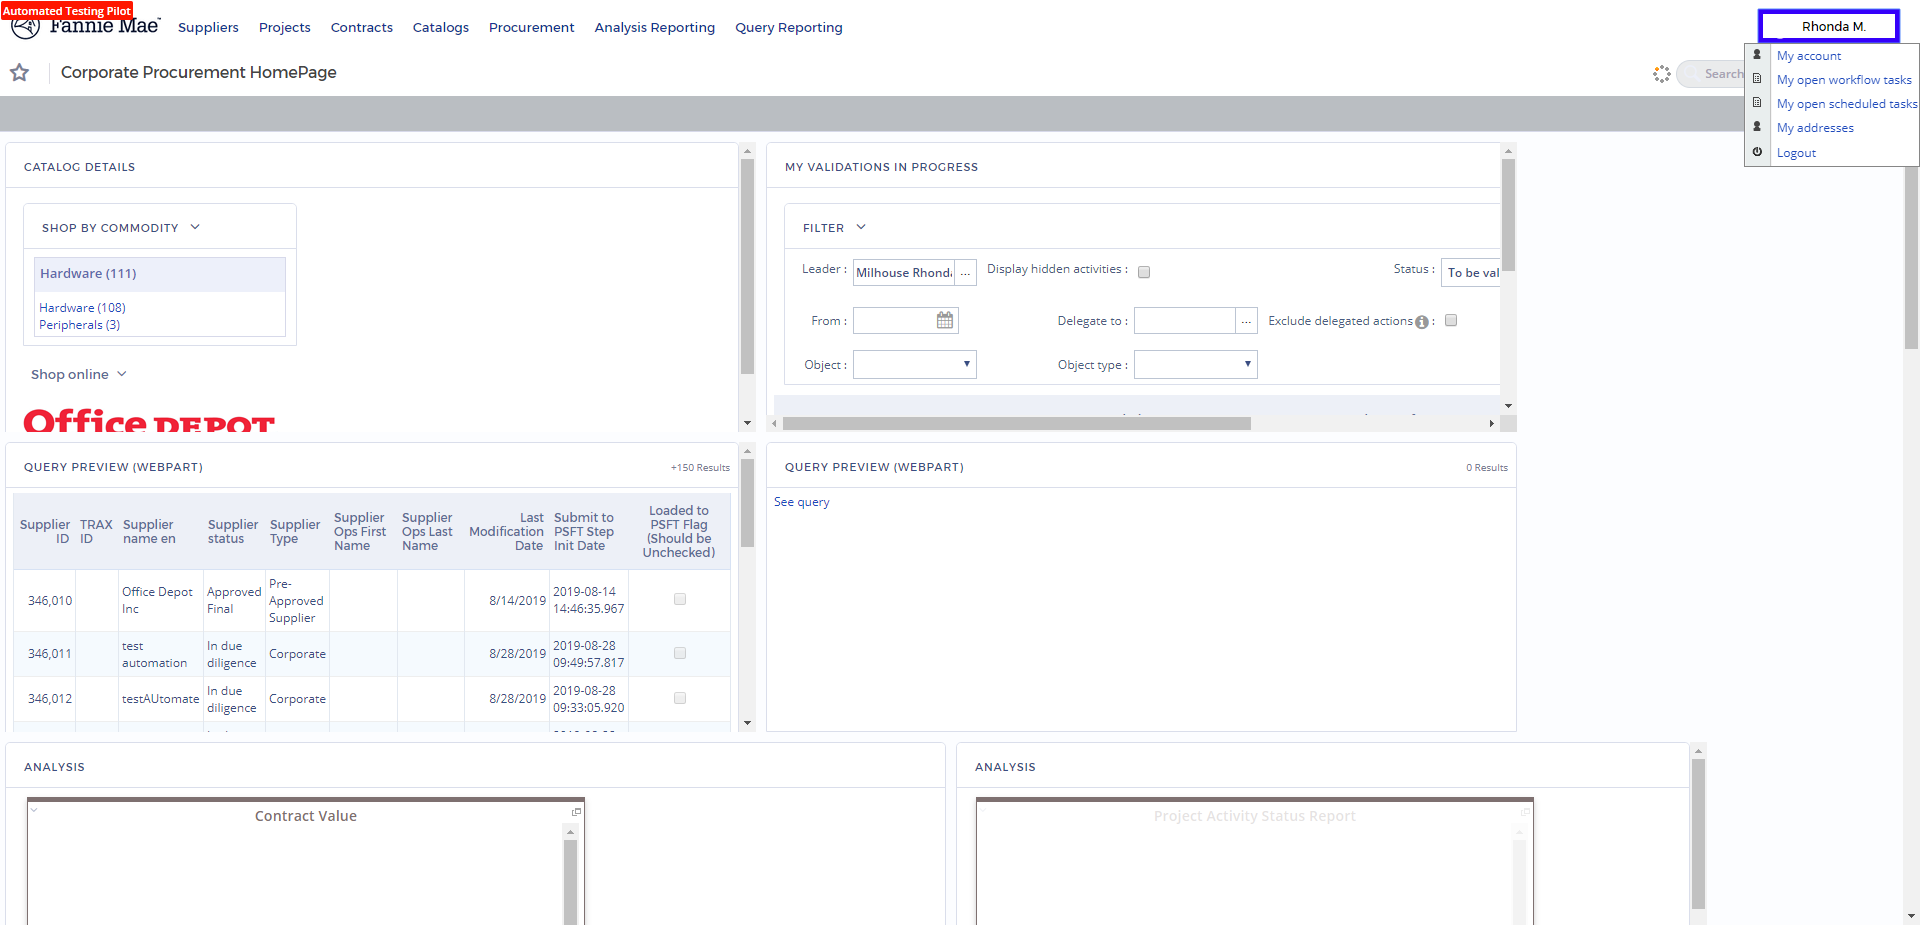 Automated Testing Pilot
Fannie Mae
Suppliers Projects Contracts Catalogs Procurement Analysis Reporting Query Reporting
Rhonda M.
My account
My open workflow tasks
My open scheduled tasks
My addresses
Logout
Corporate Procurement HomePage
Search
CATALOG DETAILS
SHOP BY COMMODITY
Hardware (111)
Hardware (108)
Peripherals (3)
Shop online
Office DEPOT
MY VALIDATIONS IN PROGRESS
FILTER
Leader : Milhouse Rhond ... Display hidden activities : Status : To be val
From : Delegate to : ... Exclude delegated actions :
Object : Object type :
QUERY PREVIEW (WEBPART) +150 Results
Supplier ID TRAX ID Supplier name en Supplier status Supplier Type Supplier Ops First Name Supplier Ops Last Name Last Modification Date Submit to PSFT Step Init Date Loaded to PSFT Flag (Should be Unchecked)
346,010 Office Depot Inc Approved Final Pre-Approved Supplier 8/14/2019 2019-08-14 14:46:35.967
346,011 test automation In due diligence Corporate 8/28/2019 2019-08-28 09:49:57.817
346,012 testAUtomate In due diligence Corporate 8/28/2019 2019-08-28 09:33:05.920
QUERY PREVIEW (WEBPART) 0 Results
See query
ANALYSIS
Contract Value
ANALYSIS
Project Activity Status Report